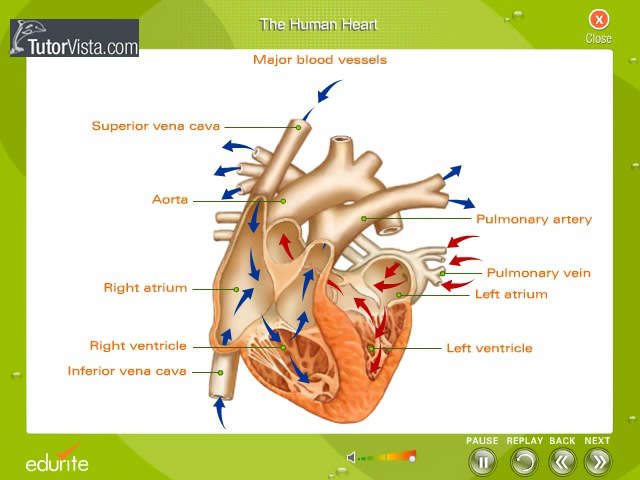 The Human Heart
Close
TutorVista.com
Major blood vessels
Superior vena cava
Aorta
Pulmonary artery
Pulmonary vein
Right atrium
Left atrium
Right ventricle
Left ventricle
Inferior vena cava
PAUSE REPLAY BACK NEXT
edurite